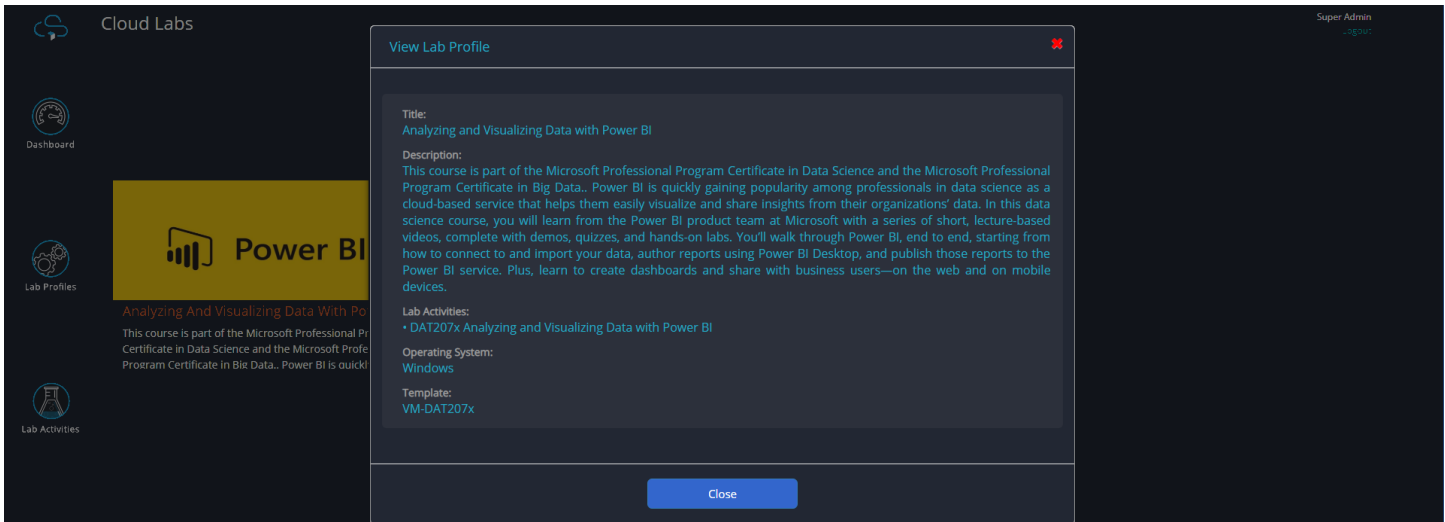 Cloud Labs
Super Admin
Logout
View Lab Profile
Dashboard
Title:
Analyzing and Visualizing Data with Power BI
Description:
This course is part of the Microsoft Professional Program Certificate in Data Science and the Microsoft Professional
Program Certificate in Big Data.. Power BI is quickly gaining popularity among professionals in data science as a
cloud-based service that helps them easily visualize and share insights from their organizations' data. In this data
science course, you will learn from the Power BI product team at Microsoft with a series of short, lecture-based
videos, complete with demos, quizzes, and hands-on labs. You'll walk through Power BI, end to end, starting from
how to connect to and import your data, author reports using Power BI Desktop, and publish those reports to the
Power BI service. Plus, learn to create dashboards and share with business users—on the web and on mobile
devices.
Lab Activities:
• DAT207x Analyzing and Visualizing Data with Power BI
Operating System:
Windows
Template:
VM-DAT207x
Close
Power BI
Lab Profiles
Analyzing And Visualizing Data With Po
This course is part of the Microsoft Professional Pr
Certificate in Data Science and the Microsoft Profe
Program Certificate in Big Data.. Power BI is quickl
Lab Activities